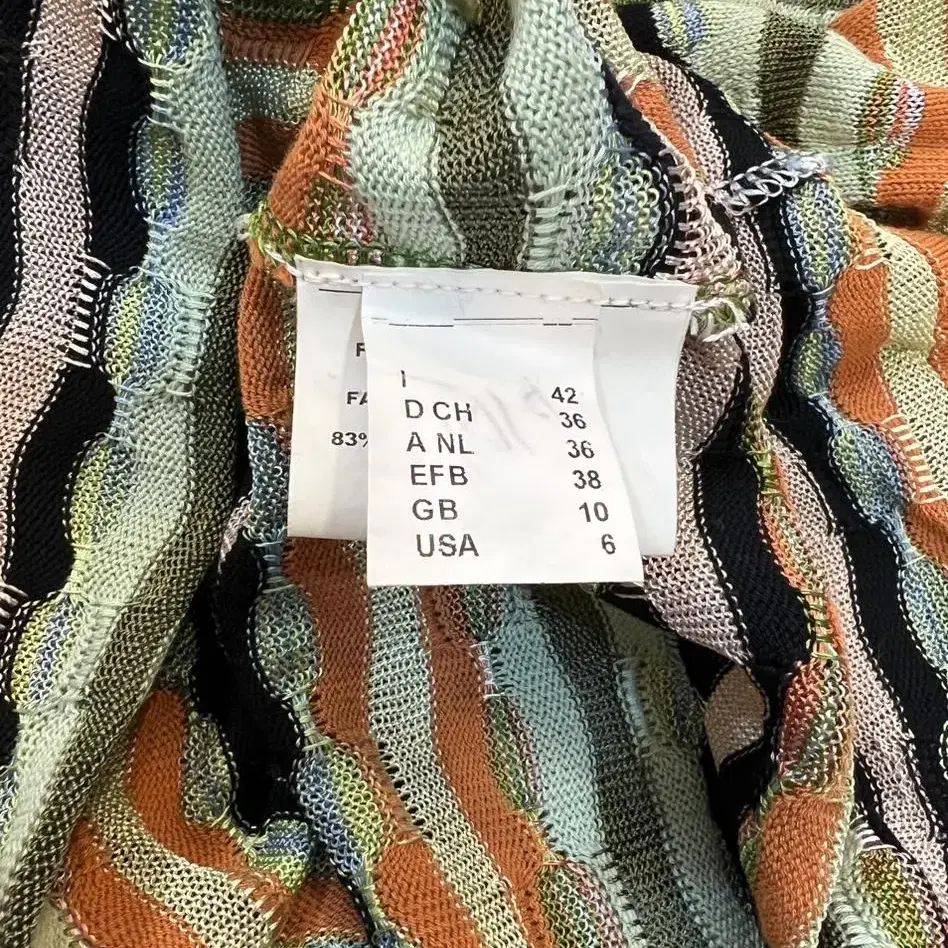 I 42
D CH 36
A NL 36
EFB 38
GB 10
USA 6
F
FA
83%